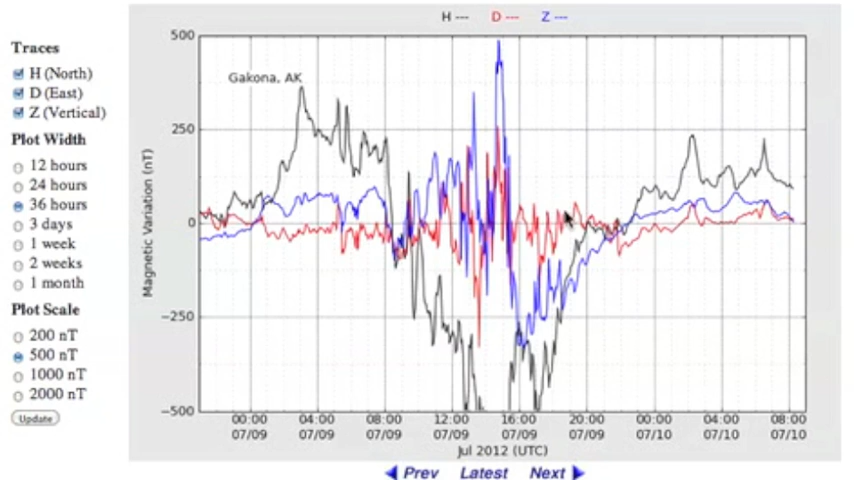 Traces
H (North)
D (East)
Z (Vertical)
Plot Width
12 hours
24 hours
36 hours
3 days
1 week
2 weeks
1 month
Plot Scale
200 nT
500 nT
1000 nT
2000 nT
Update
H --- D --- Z ---
Gakona, AK
Magnetic Variation (nT)
500
250
0
−250
−500
00:00 04:00 08:00 12:00 16:00 20:00 00:00 04:00 08:00
07/09 07/09 07/09 07/09 07/09 07/09 07/10 07/10 07/10
Jul 2012 (UTC)
Prev Latest Next